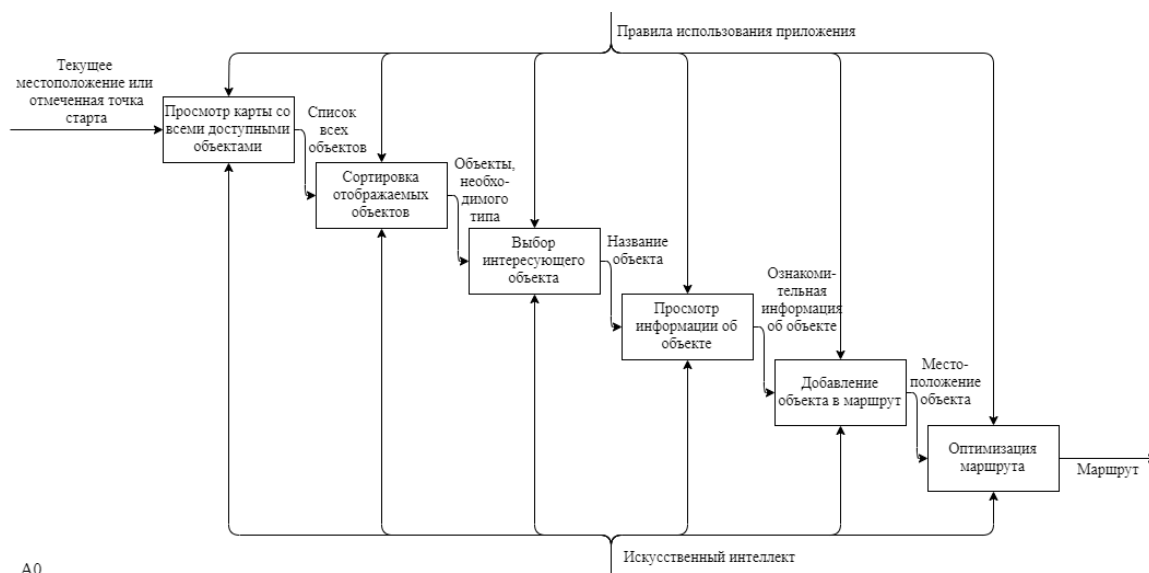 Правила использования приложения
Текущее
местоположение или
отмеченная точка
старта
Просмотр карты со
всеми доступными
объектами
Список
всех
объектов
Сортировка
отображаемых
объектов
Объекты,
необхо-
димого
типа
Выбор
интересующего
объекта
Название
объекта
Просмотр
информации об
объекте
Ознакоми-
тельная
информация
об объекте
Добавление
объекта в маршрут
Место-
положение
объекта
Оптимизация
маршрута
Маршрут
Искусственный интеллект
A0